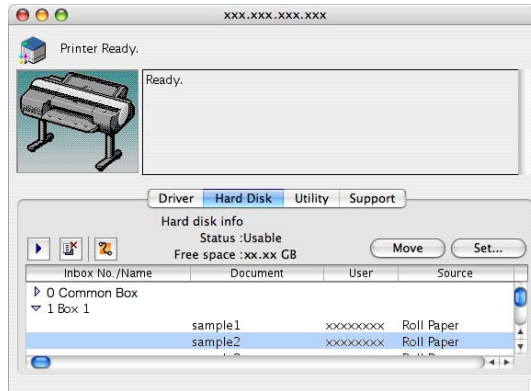 xxx.xxx.xxx.xxx
Printer Ready.
Ready.
Driver Hard Disk Utility Support
Hard disk info
Status :Usable
Free space :xx.xx GB
Move Set...
Inbox No./Name Document User Source
0 Common Box
1 Box 1
sample1 xxxxxxxx Roll Paper
sample2 xxxxxxxx Roll Paper